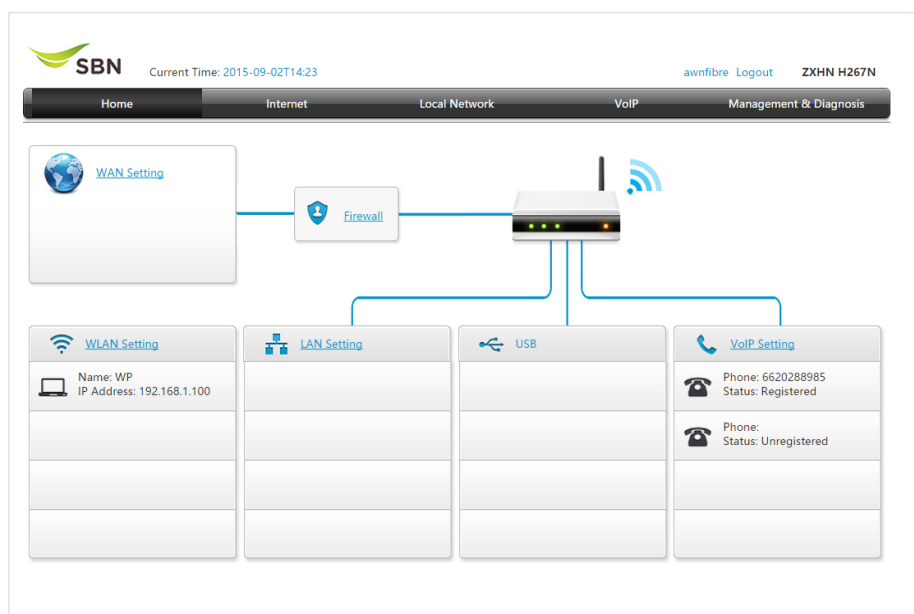 SBN
Current Time: 2015-09-02T14:23
awnfibre Logout ZXHN H267N
Home Internet Local Network VoIP Management & Diagnosis
WAN Setting
Firewall
WLAN Setting
Name: WP
IP Address: 192.168.1.100
LAN Setting
USB
VoIP Setting
Phone: 6620288985
Status: Registered
Phone:
Status: Unregistered